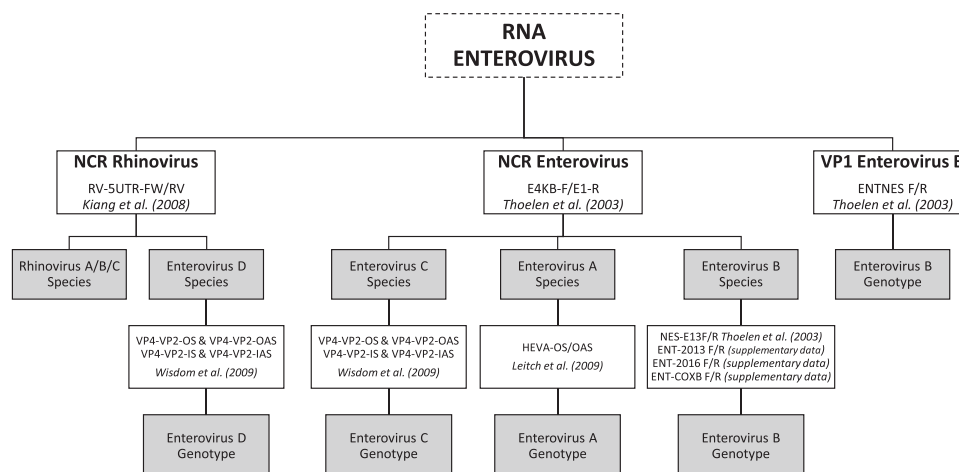 RNA
ENTEROVIRUS
NCR Rhinovirus
RV-5UTR-FW/RV
Kiang et al. (2008)
NCR Enterovirus
E4KB-F/E1-R
Thoelen et al. (2003)
VP1 Enterovirus B
ENTNES F/R
Thoelen et al. (2003)
Rhinovirus A/B/C
Species
Enterovirus D
Species
Enterovirus C
Species
Enterovirus A
Species
Enterovirus B
Species
Enterovirus B
Genotype
VP4-VP2-OS & VP4-VP2-OAS
VP4-VP2-IS & VP4-VP2-IAS
Wisdom et al. (2009)
VP4-VP2-OS & VP4-VP2-OAS
VP4-VP2-IS & VP4-VP2-IAS
Wisdom et al. (2009)
HEVA-OS/OAS
Leitch et al. (2009)
NES-E13F/R Thoelen et al. (2003)
ENT-2013 F/R (supplementary data)
ENT-2016 F/R (supplementary data)
ENT-COXB F/R (supplementary data)
Enterovirus D
Genotype
Enterovirus C
Genotype
Enterovirus A
Genotype
Enterovirus B
Genotype